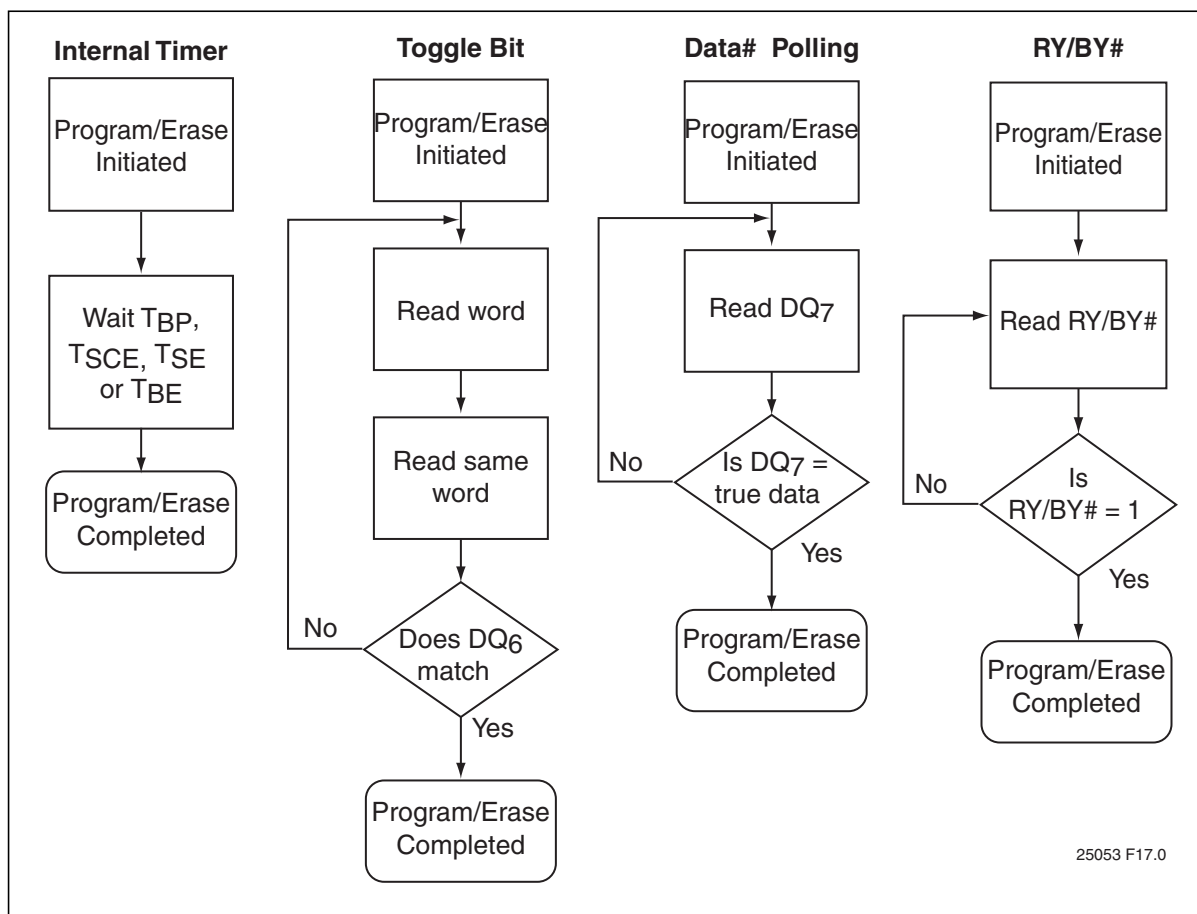 Internal Timer
Program/Erase
Initiated
Wait TBP,
TSCE, TSE
or TBE
Program/Erase
Completed
Toggle Bit
Program/Erase
Initiated
Read word
Read same
word
Does DQ6
match
No
Yes
Program/Erase
Completed
Data# Polling
Program/Erase
Initiated
Read DQ7
Is DQ7 =
true data
No
Yes
Program/Erase
Completed
RY/BY#
Program/Erase
Initiated
Read RY/BY#
Is
RY/BY# = 1
No
Yes
Program/Erase
Completed
25053 F17.0